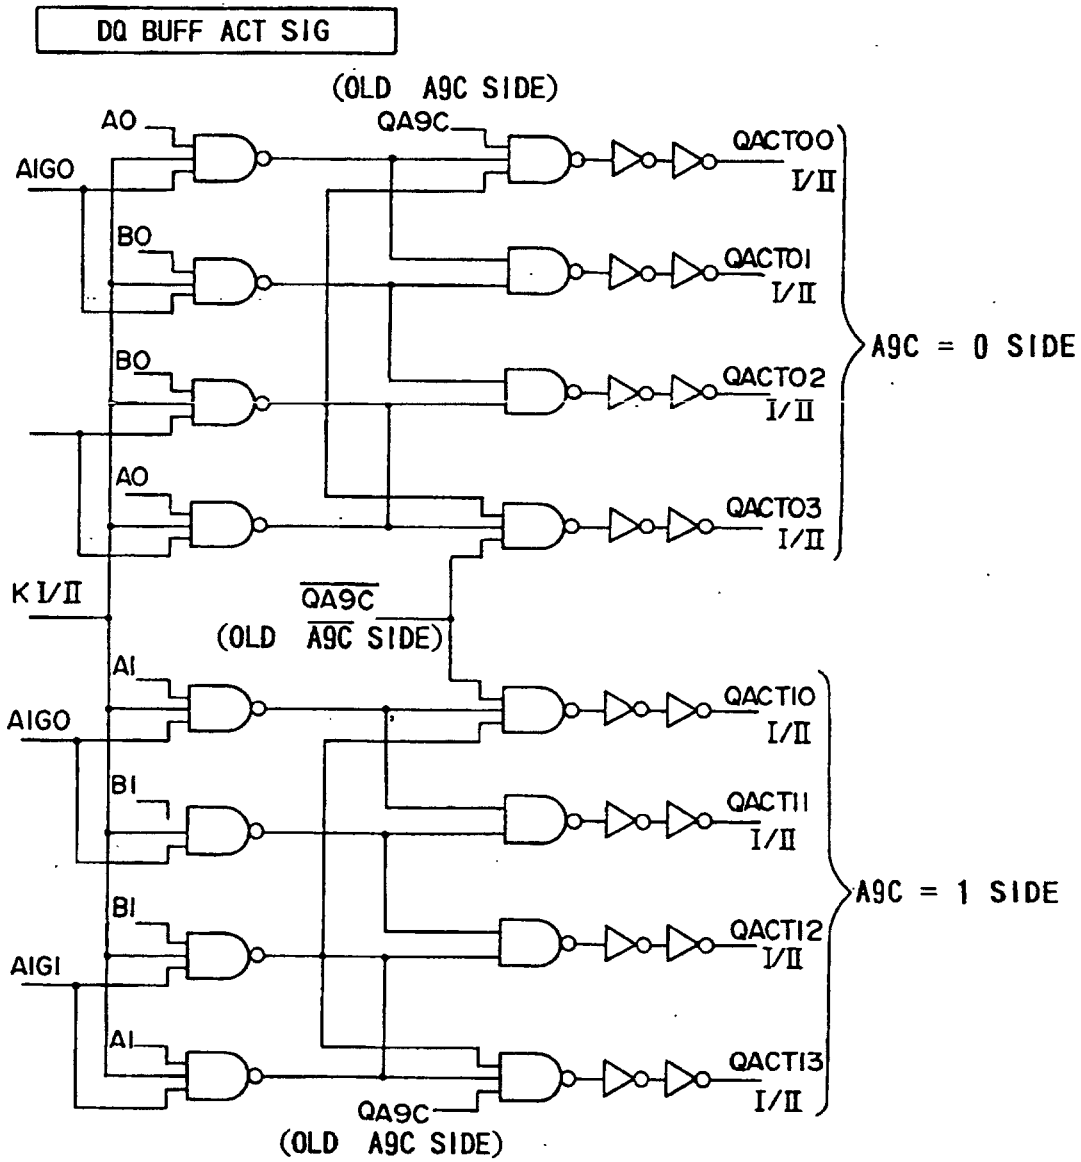 DQ BUFF ACT SIG
(OLD A9C SIDE)
A0
QA9C
QACT00
I/II
AIG0
B0
QACT01
I/II
A9C = 0 SIDE
B0
QACT02
I/II
A0
QACT03
I/II
K I/II
Q̅A̅9̅C̅
(OLD A̅9̅C̅ SIDE)
A1
QACT10
I/II
AIG0
B1
QACT11
I/II
A9C = 1 SIDE
B1
QACT12
I/II
AIG1
A1
QACT13
I/II
QA9C
(OLD A9C SIDE)